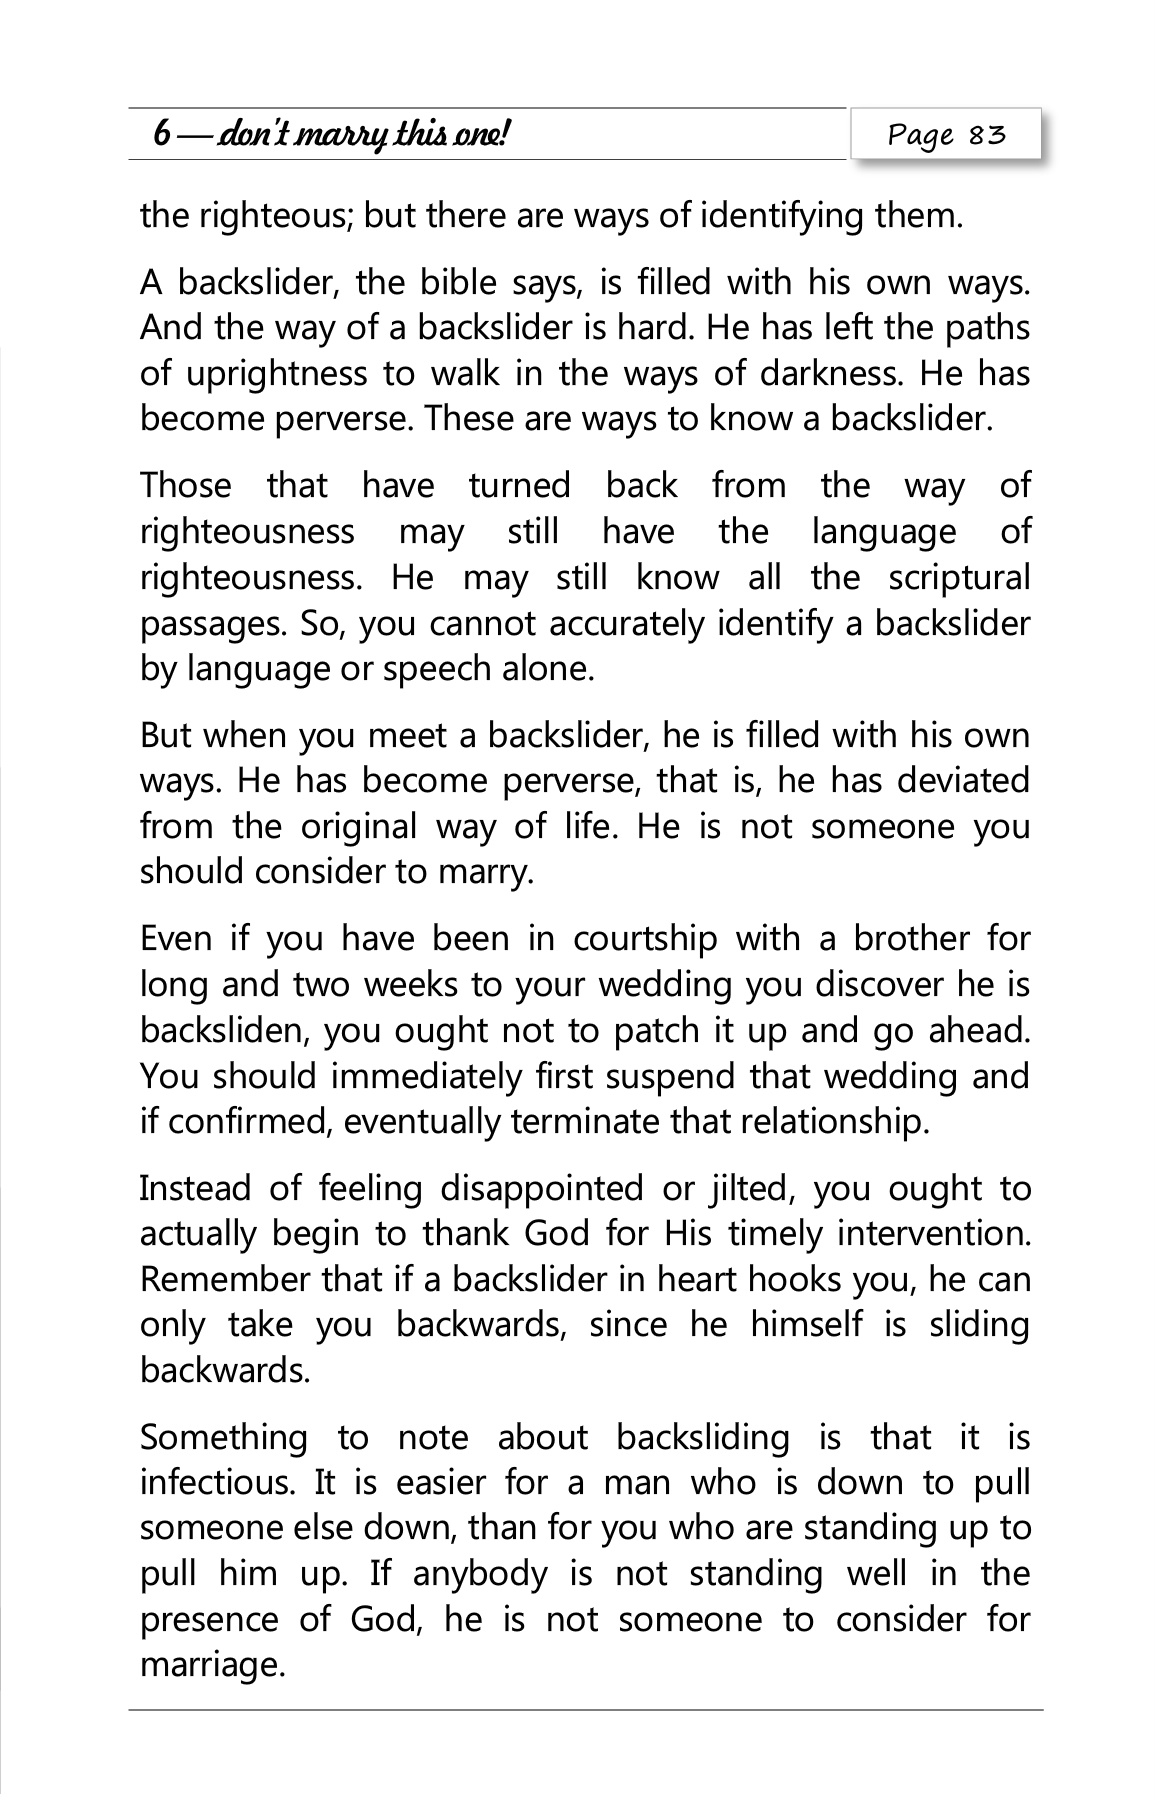 6 — don't marry this one!
Page 83
the righteous; but there are ways of identifying them.
A backslider, the bible says, is filled with his own ways.
And the way of a backslider is hard. He has left the paths
of uprightness to walk in the ways of darkness. He has
become perverse. These are ways to know a backslider.
Those that have turned back from the way of
righteousness may still have the language of
righteousness. He may still know all the scriptural
passages. So, you cannot accurately identify a backslider
by language or speech alone.
But when you meet a backslider, he is filled with his own
ways. He has become perverse, that is, he has deviated
from the original way of life. He is not someone you
should consider to marry.
Even if you have been in courtship with a brother for
long and two weeks to your wedding you discover he is
backsliden, you ought not to patch it up and go ahead.
You should immediately first suspend that wedding and
if confirmed, eventually terminate that relationship.
Instead of feeling disappointed or jilted, you ought to
actually begin to thank God for His timely intervention.
Remember that if a backslider in heart hooks you, he can
only take you backwards, since he himself is sliding
backwards.
Something to note about backsliding is that it is
infectious. It is easier for a man who is down to pull
someone else down, than for you who are standing up to
pull him up. If anybody is not standing well in the
presence of God, he is not someone to consider for
marriage.